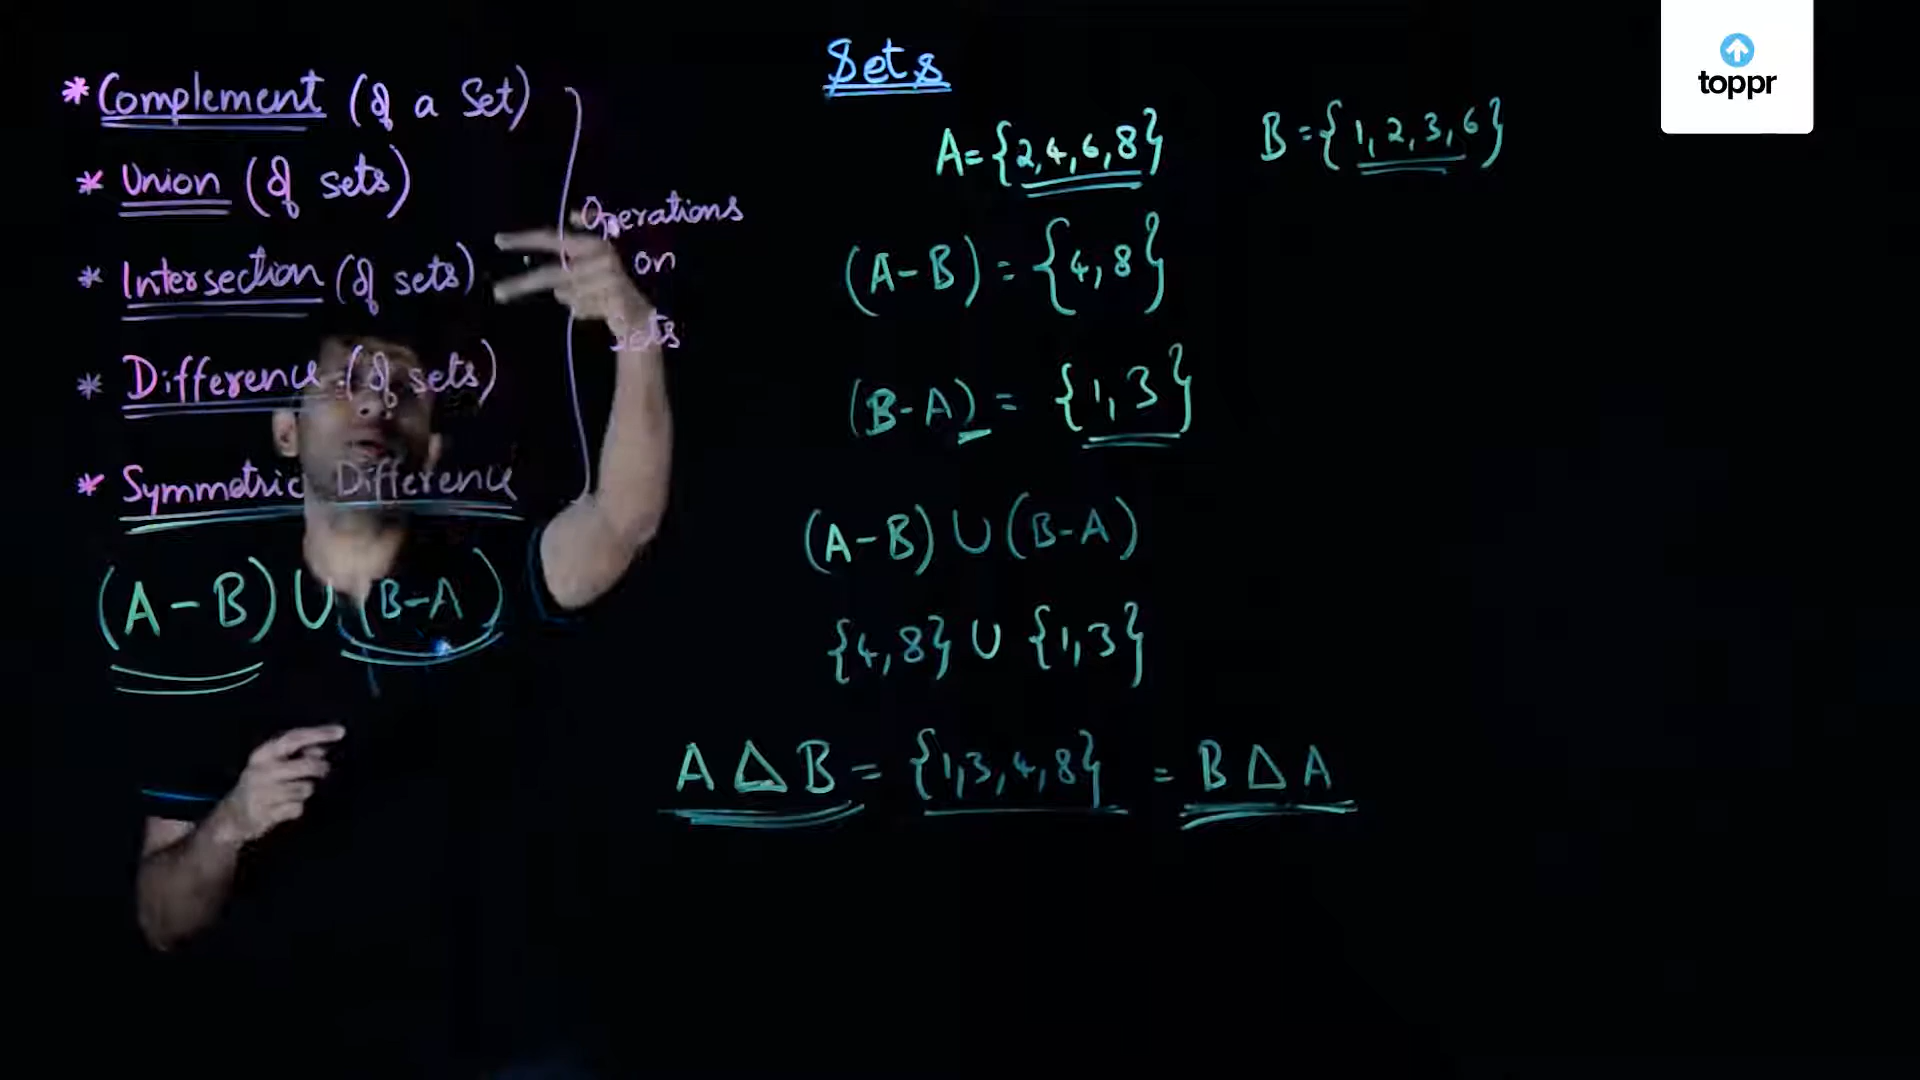 Sets
toppr
* Complement (of a Set)
* Union (of sets)
* Intersection (of sets)
* Difference (of sets)
* Symmetric Difference
Operations
on
Sets
(A-B) ∪ (B-A)
A={2,4,6,8} B={1,2,3,6}
(A-B) = {4,8}
(B-A) = {1,3}
(A-B) ∪ (B-A)
{4,8} ∪ {1,3}
A Δ B = {1,3,4,8} = B Δ A